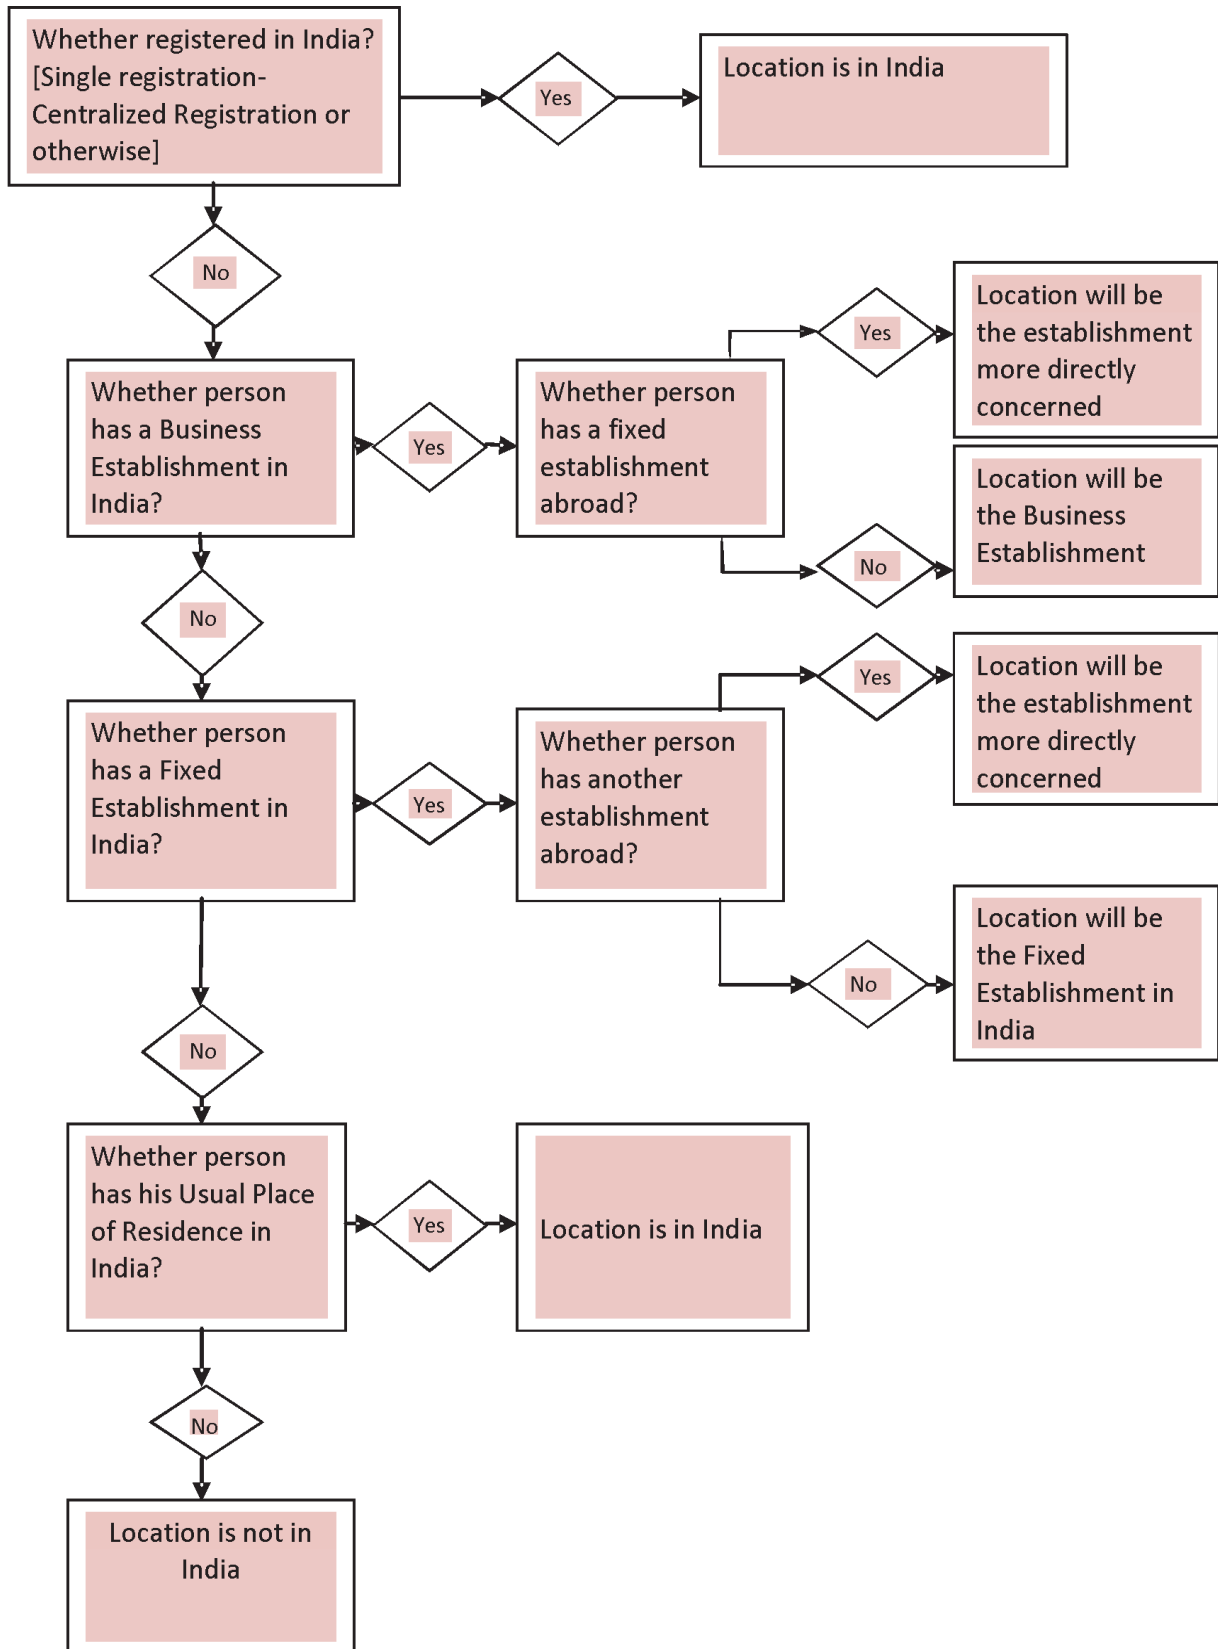 Whether registered in India?
[Single registration-
Centralized Registration or
otherwise]
Yes
Location is in India
No
Whether person
has a Business
Establishment in
India?
Yes
Whether person
has a fixed
establishment
abroad?
Yes
Location will be
the establishment
more directly
concerned
No
Location will be
the Business
Establishment
No
Whether person
has a Fixed
Establishment in
India?
Yes
Whether person
has another
establishment
abroad?
Yes
Location will be
the establishment
more directly
concerned
No
Location will be
the Fixed
Establishment in
India
No
Whether person
has his Usual Place
of Residence in
India?
Yes
Location is in India
No
Location is not in
India